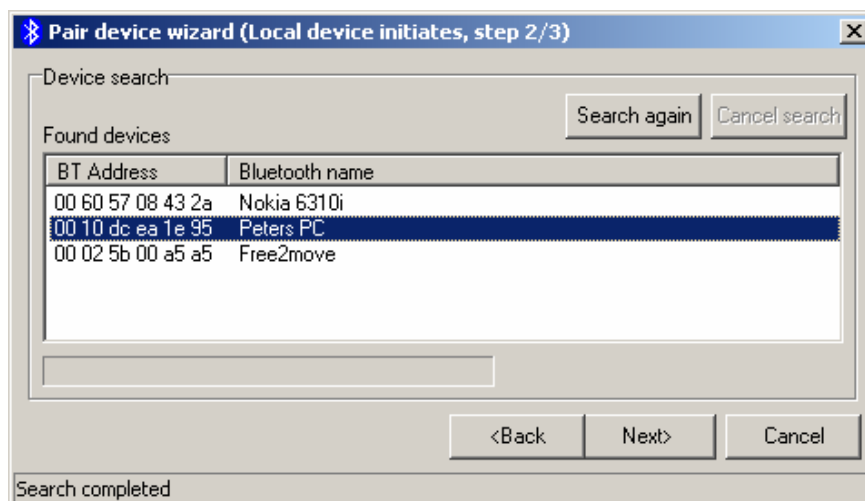 Pair device wizard (Local device initiates, step 2/3)
Device search
Search again Cancel search
Found devices
BT Address Bluetooth name
00 60 57 08 43 2a Nokia 6310i
00 10 dc ea 1e 95 Peters PC
00 02 5b 00 a5 a5 Free2move
<Back Next> Cancel
Search completed